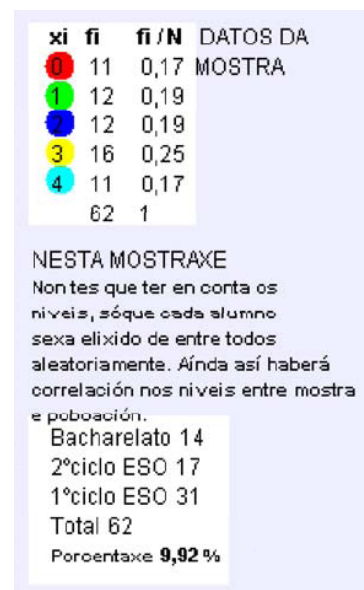 xi fi fi/N DATOS DA
0 11 0,17 MOSTRA
1 12 0,19
2 12 0,19
3 16 0,25
4 11 0,17
62 1
NESTA MOSTRAXE
Non tes que ter en conta os
niveis, sóque cada alumno
sexa elixido de entre todos
aleatoriamente. Aínda así haberá
correlación nos niveis entre mostra
e poboación.
Bacharelato 14
2ºciclo ESO 17
1ºciclo ESO 31
Total 62
Porcentaxe 9,92 %